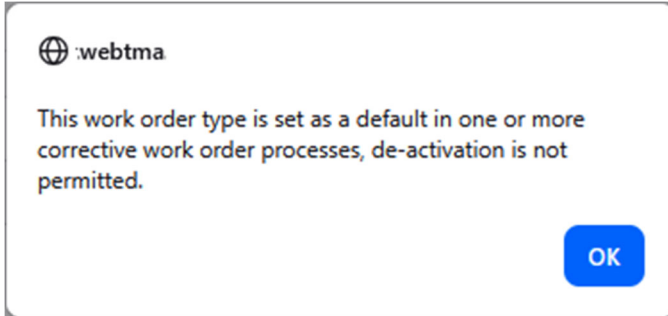 :webtma
This work order type is set as a default in one or more
corrective work order processes, de-activation is not
permitted.
OK